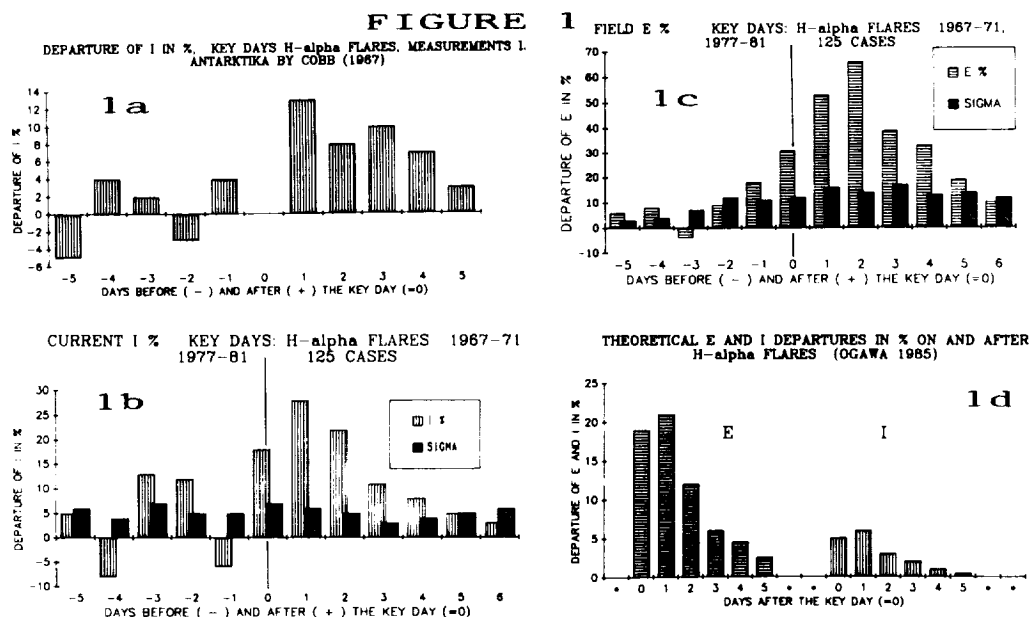 FIGURE 1
DEPARTURE OF I IN %, KEY DAYS H-alpha FLARES, MEASUREMENTS I.
ANTARKTIKA BY COBB (1967)
1a
DEPARTURE OF I %
14
12
10
8
6
4
2
0
-2
-4
-6
-5 -4 -3 -2 -1 0 1 2 3 4 5
DAYS BEFORE ( - ) AND AFTER ( + ) THE KEY DAY (=0)
FIELD E % KEY DAYS: H-alpha FLARES 1967-71,
1977-81 125 CASES
1c
E %
SIGMA
DEPARTURE OF E IN %
70
60
50
40
30
20
10
0
-10
-5 -4 -3 -2 -1 0 1 2 3 4 5 6
DAYS BEFORE ( - ) AND AFTER ( + ) THE KEY DAY (=0)
CURRENT I % KEY DAYS: H-alpha FLARES 1967-71
1977-81 125 CASES
1b
I %
SIGMA
DEPARTURE OF I IN %
30
25
20
15
10
5
0
-5
-10
-5 -4 -3 -2 -1 0 1 2 3 4 5 6
DAYS BEFORE ( - ) AND AFTER ( + ) THE KEY DAY (=0)
THEORETICAL E AND I DEPARTURES IN % ON AND AFTER
H-alpha FLARES (OGAWA 1985)
1d
E I
DEPARTURE OF E AND I IN %
25
20
15
10
5
0
* 0 1 2 3 4 5 * * 0 1 2 3 4 5 * *
DAYS AFTER THE KEY DAY (=0)